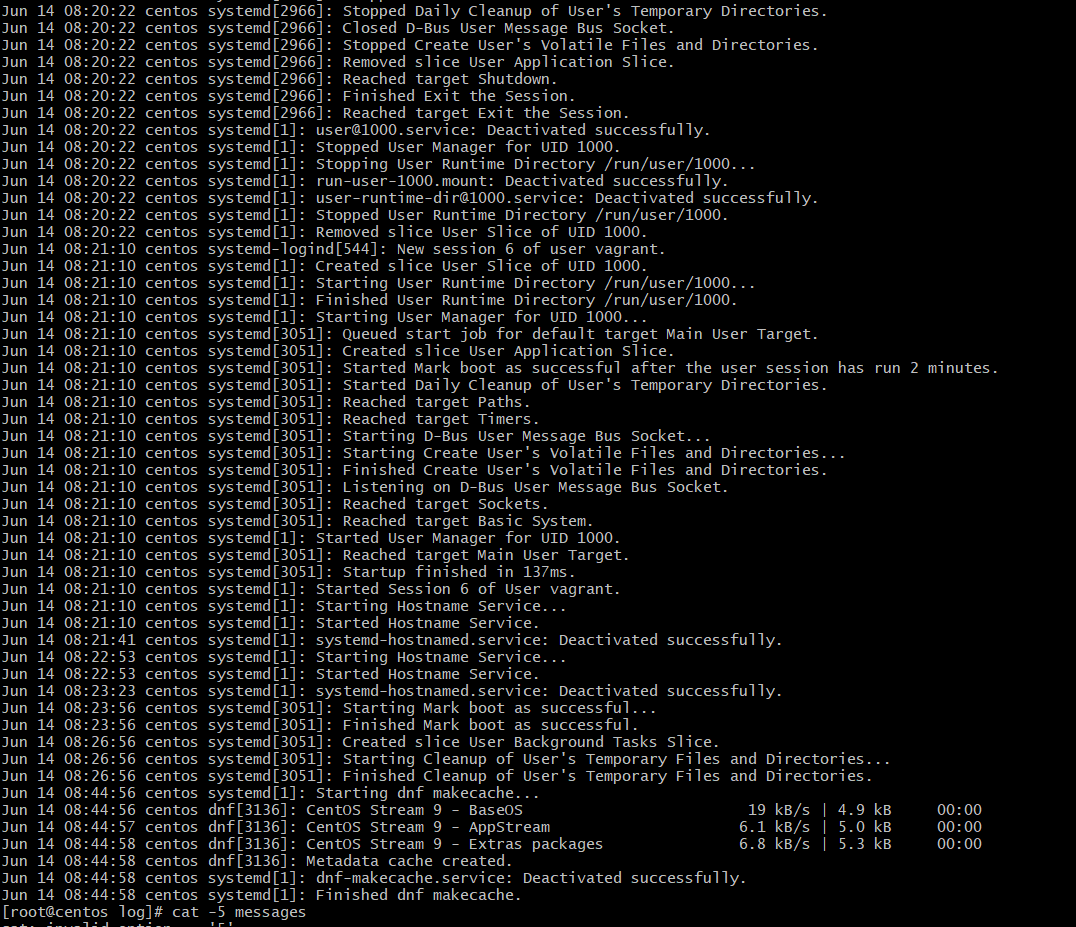 Jun 14 08:20:22 centos systemd[2966]: Stopped Daily Cleanup of User's Temporary Directories.
Jun 14 08:20:22 centos systemd[2966]: Closed D-Bus User Message Bus Socket.
Jun 14 08:20:22 centos systemd[2966]: Stopped Create User's Volatile Files and Directories.
Jun 14 08:20:22 centos systemd[2966]: Removed slice User Application Slice.
Jun 14 08:20:22 centos systemd[2966]: Reached target Shutdown.
Jun 14 08:20:22 centos systemd[2966]: Finished Exit the Session.
Jun 14 08:20:22 centos systemd[2966]: Reached target Exit the Session.
Jun 14 08:20:22 centos systemd[1]: user@1000.service: Deactivated successfully.
Jun 14 08:20:22 centos systemd[1]: Stopped User Manager for UID 1000.
Jun 14 08:20:22 centos systemd[1]: Stopping User Runtime Directory /run/user/1000...
Jun 14 08:20:22 centos systemd[1]: run-user-1000.mount: Deactivated successfully.
Jun 14 08:20:22 centos systemd[1]: user-runtime-dir@1000.service: Deactivated successfully.
Jun 14 08:20:22 centos systemd[1]: Stopped User Runtime Directory /run/user/1000.
Jun 14 08:20:22 centos systemd[1]: Removed slice User Slice of UID 1000.
Jun 14 08:21:10 centos systemd-logind[544]: New session 6 of user vagrant.
Jun 14 08:21:10 centos systemd[1]: Created slice User Slice of UID 1000.
Jun 14 08:21:10 centos systemd[1]: Starting User Runtime Directory /run/user/1000...
Jun 14 08:21:10 centos systemd[1]: Finished User Runtime Directory /run/user/1000.
Jun 14 08:21:10 centos systemd[1]: Starting User Manager for UID 1000...
Jun 14 08:21:10 centos systemd[3051]: Queued start job for default target Main User Target.
Jun 14 08:21:10 centos systemd[3051]: Created slice User Application Slice.
Jun 14 08:21:10 centos systemd[3051]: Started Mark boot as successful after the user session has run 2 minutes.
Jun 14 08:21:10 centos systemd[3051]: Started Daily Cleanup of User's Temporary Directories.
Jun 14 08:21:10 centos systemd[3051]: Reached target Paths.
Jun 14 08:21:10 centos systemd[3051]: Reached target Timers.
Jun 14 08:21:10 centos systemd[3051]: Starting D-Bus User Message Bus Socket...
Jun 14 08:21:10 centos systemd[3051]: Starting Create User's Volatile Files and Directories...
Jun 14 08:21:10 centos systemd[3051]: Finished Create User's Volatile Files and Directories.
Jun 14 08:21:10 centos systemd[3051]: Listening on D-Bus User Message Bus Socket.
Jun 14 08:21:10 centos systemd[3051]: Reached target Sockets.
Jun 14 08:21:10 centos systemd[3051]: Reached target Basic System.
Jun 14 08:21:10 centos systemd[1]: Started User Manager for UID 1000.
Jun 14 08:21:10 centos systemd[3051]: Reached target Main User Target.
Jun 14 08:21:10 centos systemd[3051]: Startup finished in 137ms.
Jun 14 08:21:10 centos systemd[1]: Started Session 6 of User vagrant.
Jun 14 08:21:10 centos systemd[1]: Starting Hostname Service...
Jun 14 08:21:10 centos systemd[1]: Started Hostname Service.
Jun 14 08:21:41 centos systemd[1]: systemd-hostnamed.service: Deactivated successfully.
Jun 14 08:22:53 centos systemd[1]: Starting Hostname Service...
Jun 14 08:22:53 centos systemd[1]: Started Hostname Service.
Jun 14 08:23:23 centos systemd[1]: systemd-hostnamed.service: Deactivated successfully.
Jun 14 08:23:56 centos systemd[3051]: Starting Mark boot as successful...
Jun 14 08:23:56 centos systemd[3051]: Finished Mark boot as successful.
Jun 14 08:26:56 centos systemd[3051]: Created slice User Background Tasks Slice.
Jun 14 08:26:56 centos systemd[3051]: Starting Cleanup of User's Temporary Files and Directories...
Jun 14 08:26:56 centos systemd[3051]: Finished Cleanup of User's Temporary Files and Directories.
Jun 14 08:44:56 centos systemd[1]: Starting dnf makecache...
Jun 14 08:44:56 centos dnf[3136]: CentOS Stream 9 - BaseOS 19 kB/s | 4.9 kB 00:00
Jun 14 08:44:57 centos dnf[3136]: CentOS Stream 9 - AppStream 6.1 kB/s | 5.0 kB 00:00
Jun 14 08:44:58 centos dnf[3136]: CentOS Stream 9 - Extras packages 6.8 kB/s | 5.3 kB 00:00
Jun 14 08:44:58 centos dnf[3136]: Metadata cache created.
Jun 14 08:44:58 centos systemd[1]: dnf-makecache.service: Deactivated successfully.
Jun 14 08:44:58 centos systemd[1]: Finished dnf makecache.
[root@centos log]# cat -5 messages